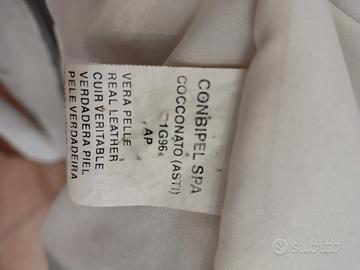 CONBIPEL SPA
COCCONATO (ASTI)
1G96
AP
VERA PELLE
REAL LEATHER
CUIR VERITABLE
VERDADERA PIEL
PELE VERDADEIRA
subito